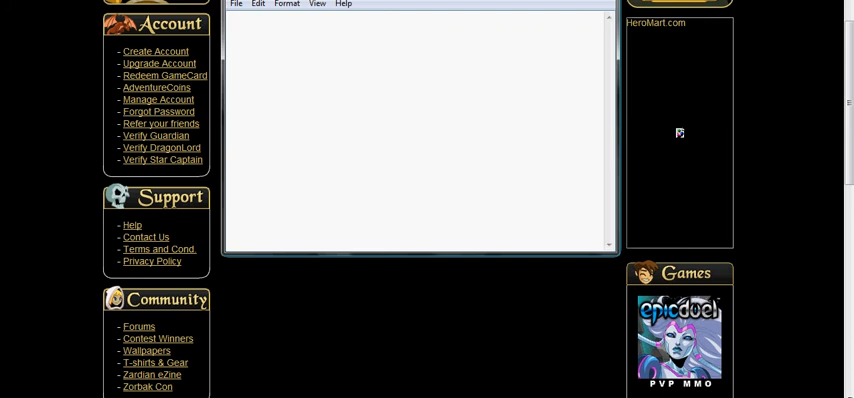 Account
- Create Account
- Upgrade Account
- Redeem GameCard
- AdventureCoins
- Manage Account
- Forgot Password
- Refer your friends
- Verify Guardian
- Verify DragonLord
- Verify Star Captain
Support
- Help
- Contact Us
- Terms and Cond.
- Privacy Policy
Community
- Forums
- Contest Winners
- Wallpapers
- T-shirts & Gear
- Zardian eZine
- Zorbak Con
File Edit Format View Help
HeroMart.com
Games
epicduel
PVP MMO